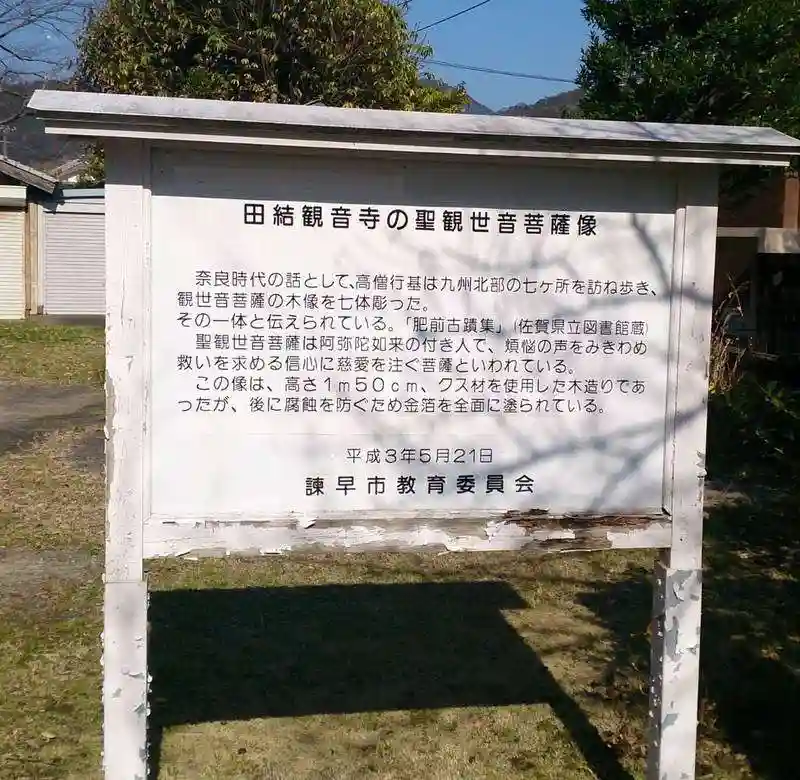 田結観音寺の聖観世音菩薩像
奈良時代の話として、高僧行基は九州北部の七ヶ所を訪ね歩き、
観世音菩薩の木像を七体彫った。
その一体と伝えられている。「肥前古蹟集」(佐賀県立図書館蔵)
聖観世音菩薩は阿弥陀如来の付き人で、煩悩の声をみきわめ
救いを求める信心に慈愛を注ぐ菩薩といわれている。
この像は、高さ1m50cm、クス材を使用した木造りであ
ったが、後に腐蝕を防ぐため金箔を全面に塗られている。
平成3年5月21日
諫早市教育委員会